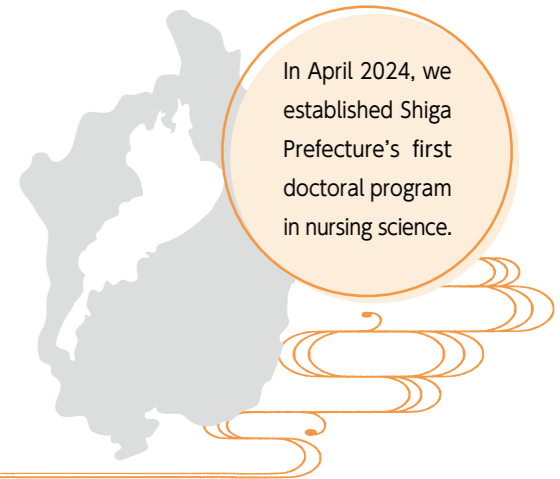 In April 2024, we
established Shiga
Prefecture’s first
doctoral program
in nursing science.